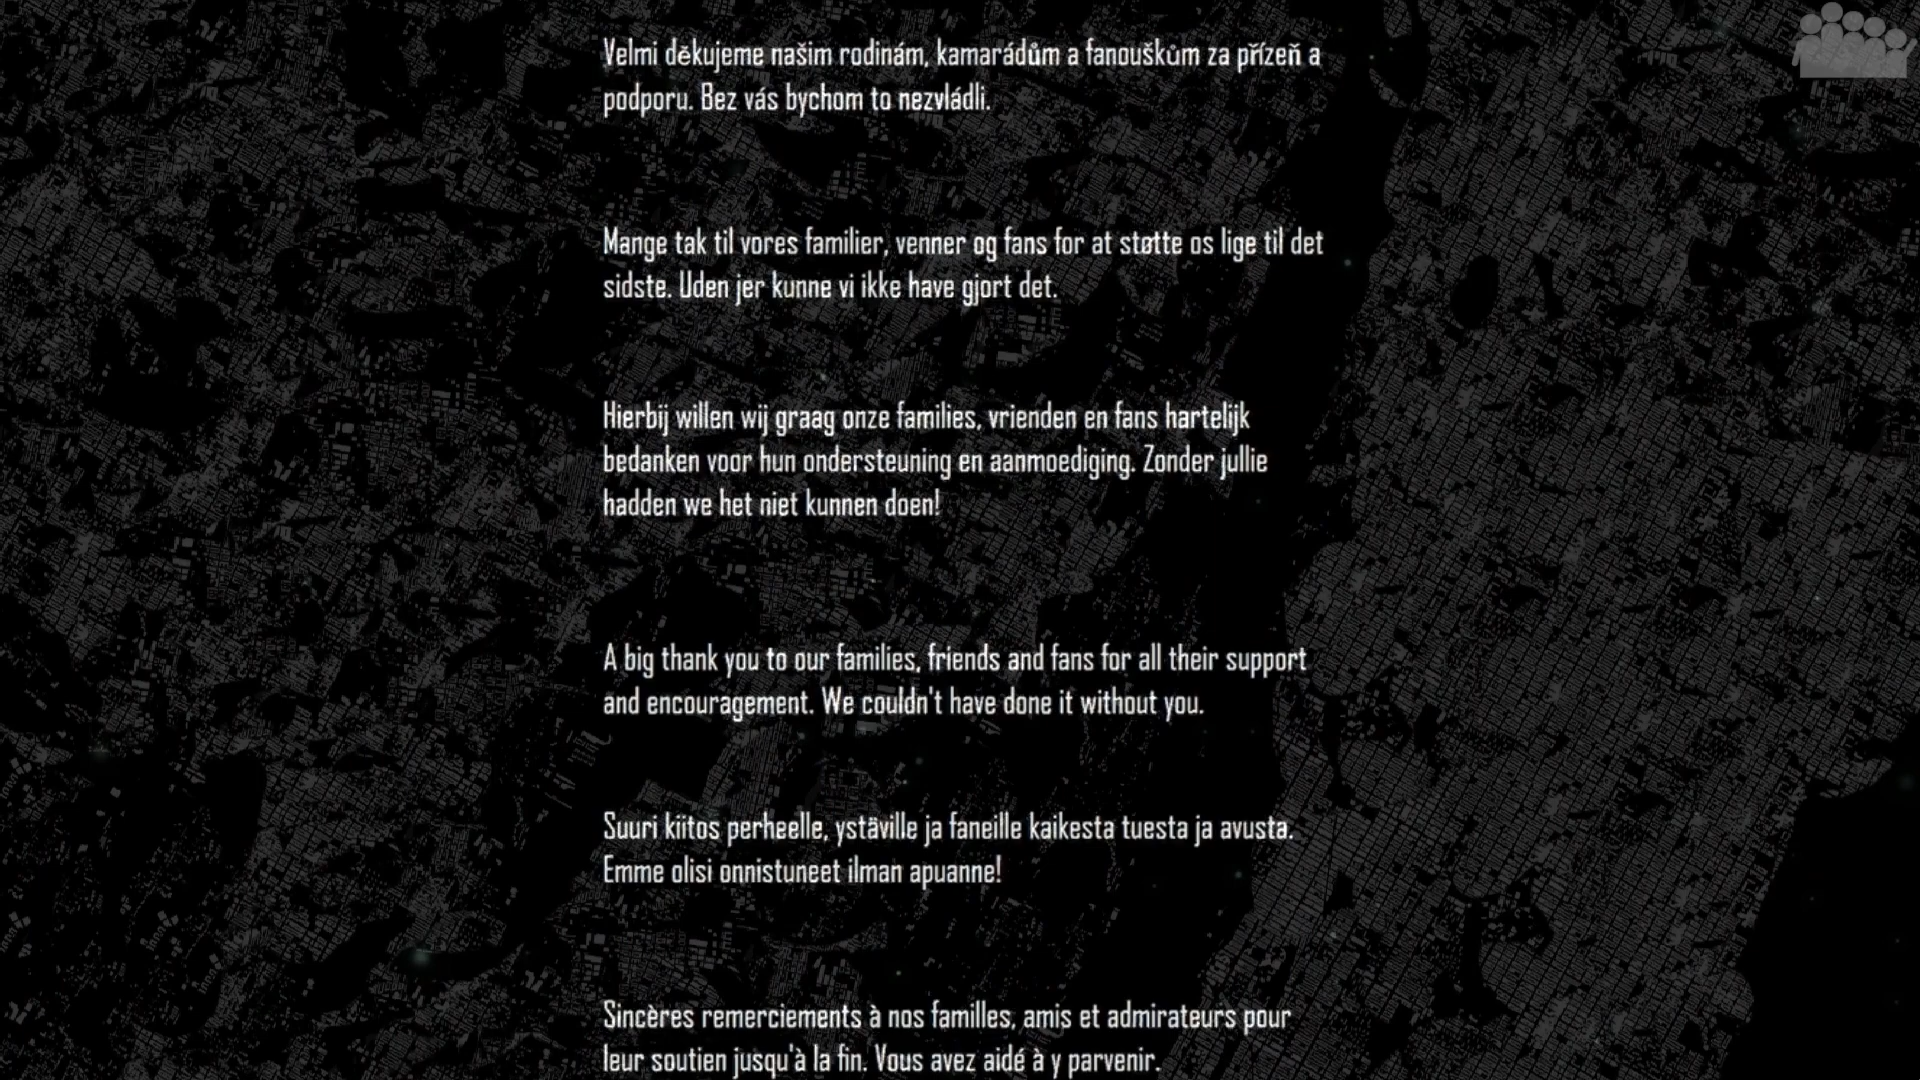 Velmi děkujeme našim rodinám, kamarádům a fanouškům za přízeň a
podporu. Bez vás bychom to nezvládli.
Mange tak til vores familier, venner og fans for at støtte os lige til det
sidste. Uden jer kunne vi ikke have gjort det.
Hierbij willen wij graag onze families, vrienden en fans hartelijk
bedanken voor hun ondersteuning en aanmoediging. Zonder jullie
hadden we het niet kunnen doen!
A big thank you to our families, friends and fans for all their support
and encouragement. We couldn't have done it without you.
Suuri kiitos perheelle, ystäville ja faneille kaikesta tuesta ja avusta.
Emme olisi onnistuneet ilman apuanne!
Sincères remerciements à nos familles, amis et admirateurs pour
leur soutien jusqu'à la fin. Vous avez aidé à y parvenir.